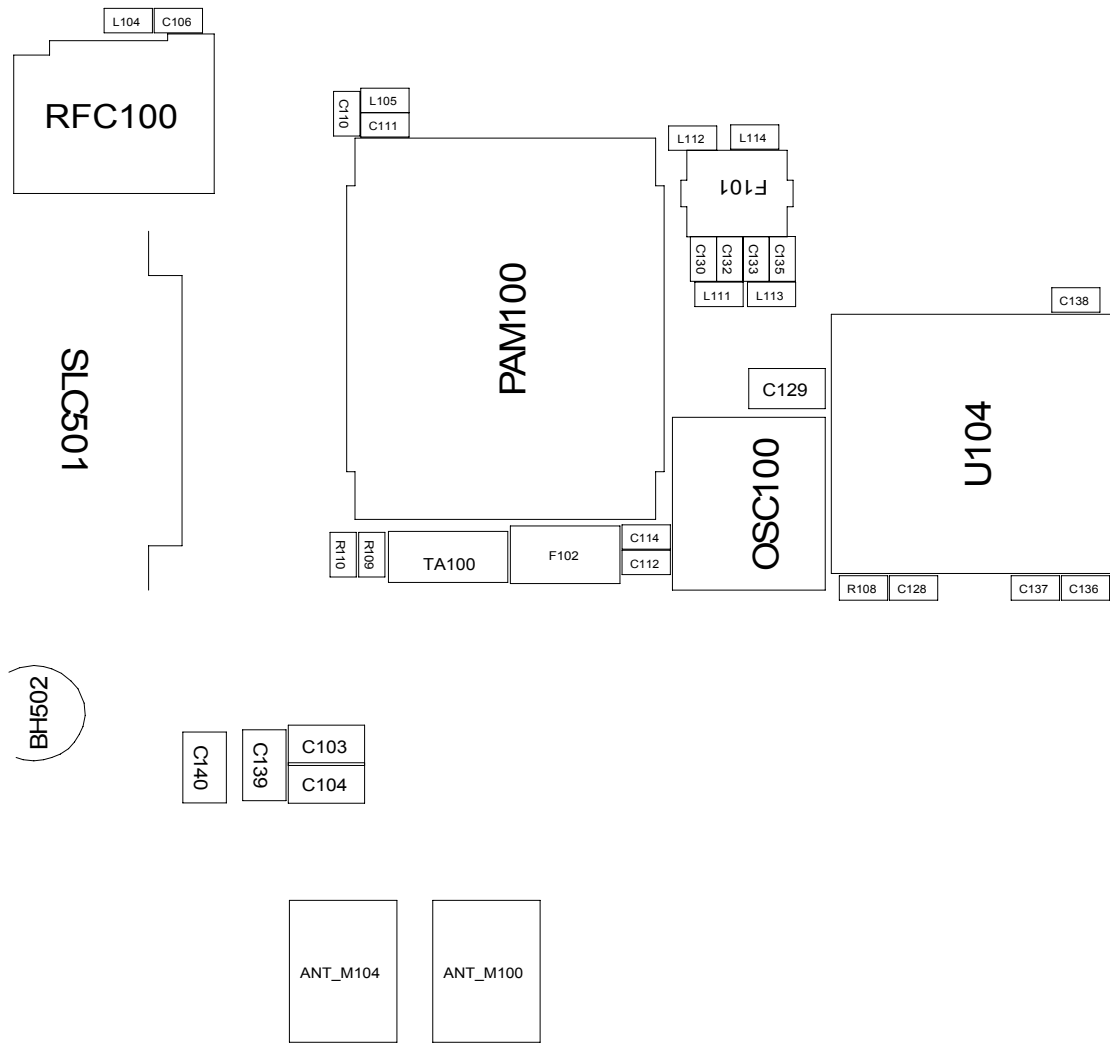 L104 C106
RFC100
C110 L105
C111
L112 L114
F101
C130 C132 C133 C135
L111 L113
C138
PAM100
SLC501
C129
OSC100
U104
R110 R109 TA100 F102 C114
C112
R108 C128 C137 C136
BH502
C140 C139 C103
C104
ANT_M104 ANT_M100